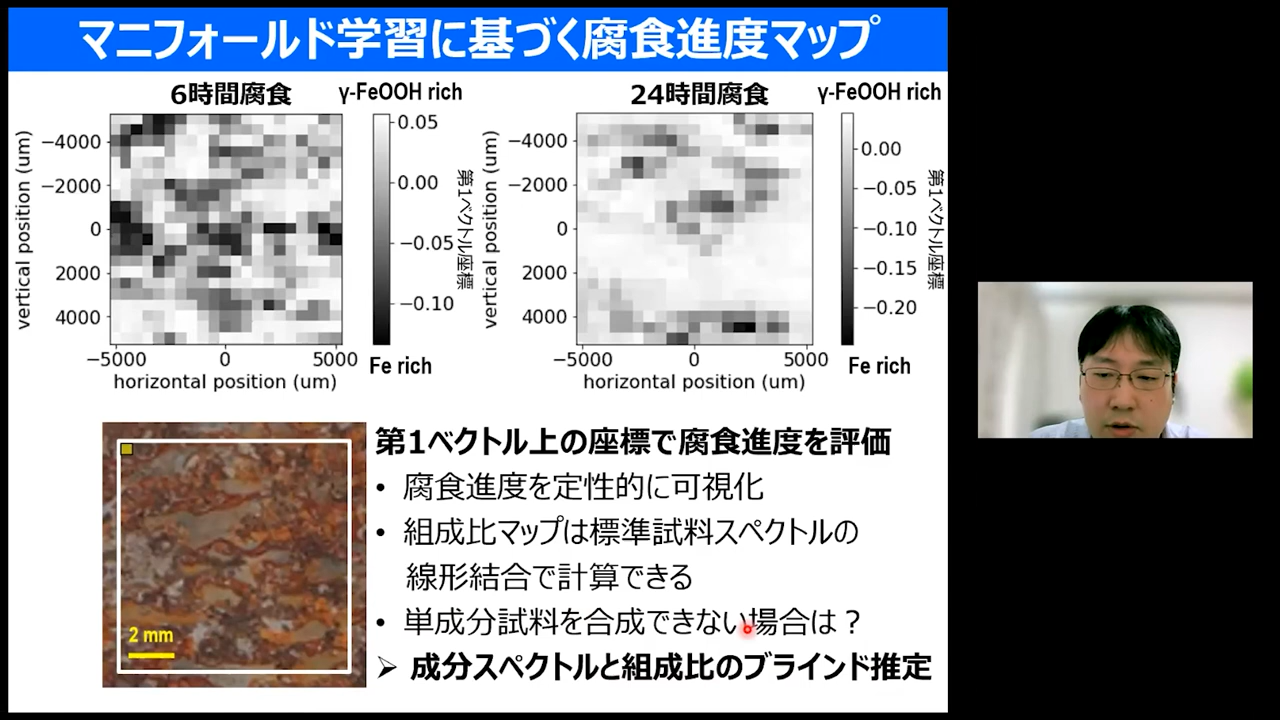 マニフォールド学習に基づく腐食進度マップ
6時間腐食
γ-FeOOH rich
24時間腐食
γ-FeOOH rich
vertical position (um)
−4000
−2000
0
2000
4000
−5000
0
5000
horizontal position (um)
0.05
0.00
−0.05
−0.10
第1ベクトル座標
Fe rich
vertical position (um)
−4000
−2000
0
2000
4000
−5000
0
5000
horizontal position (um)
0.00
−0.05
−0.10
−0.15
−0.20
第1ベクトル座標
Fe rich
2 mm
第1ベクトル上の座標で腐食進度を評価
• 腐食進度を定性的に可視化
• 組成比マップは標準試料スペクトルの
線形結合で計算できる
• 単成分試料を合成できない場合は？
➢ 成分スペクトルと組成比のブラインド推定